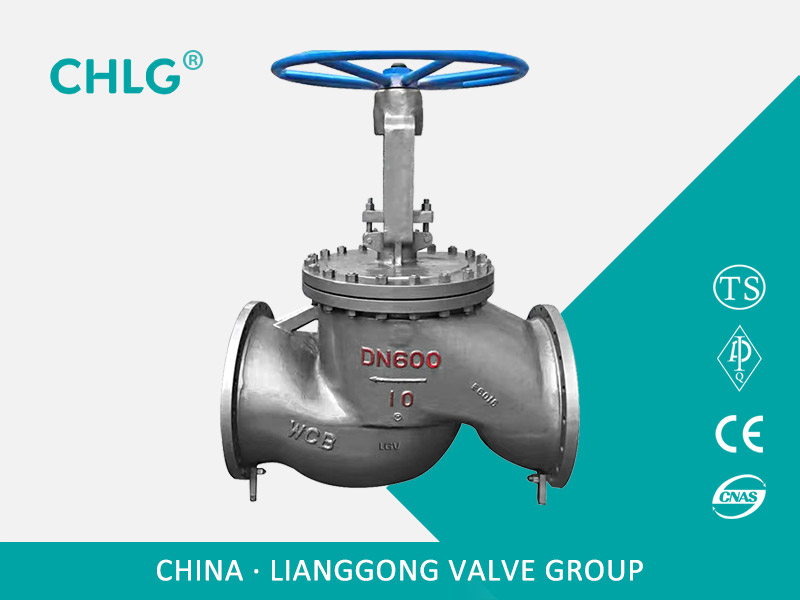 CHLG®
DN600
10
WCB
LGV
TS
Q
CE
CNAS
CHINA · LIANGGONG VALVE GROUP